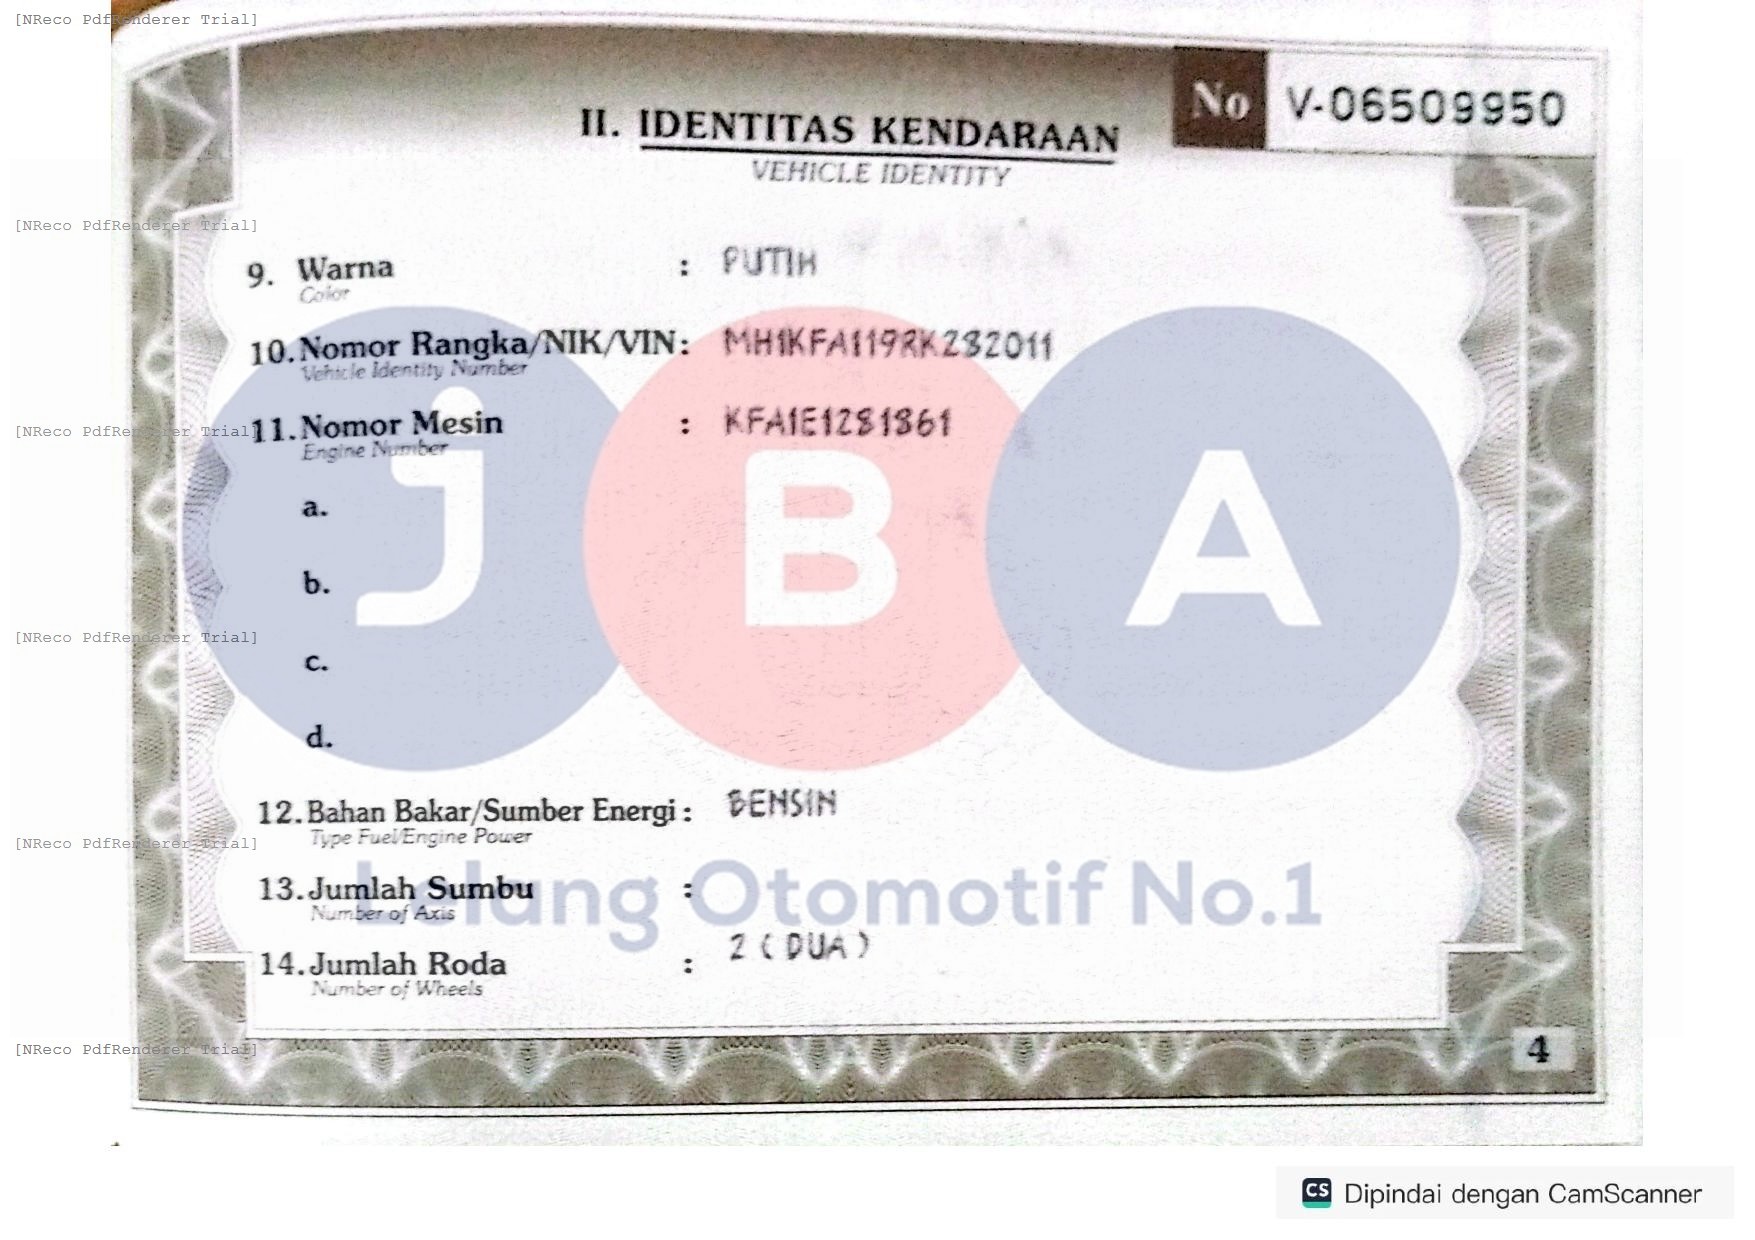 [NReco PdfRenderer Trial]
No V-06509950
II. IDENTITAS KENDARAAN
VEHICLE IDENTITY
[NReco PdfRenderer Trial]
9. Warna : PUTIH
Color
10. Nomor Rangka/NIK/VIN : MH1KFA119RK282011
Vehicle Identity Number
[NReco PdfRenderer Trial]
11. Nomor Mesin : KFA1E1281861
Engine Number
j B A
a.
b.
[NReco PdfRenderer Trial]
c.
d.
12. Bahan Bakar/Sumber Energi : BENSIN
Type Fuel/Engine Power
[NReco PdfRenderer Trial]
13. Jumlah Sumbu :
Number of Axis
Lelang Otomotif No.1
14. Jumlah Roda : 2 ( DUA )
Number of Wheels
[NReco PdfRenderer Trial]
4
CS Dipindai dengan CamScanner